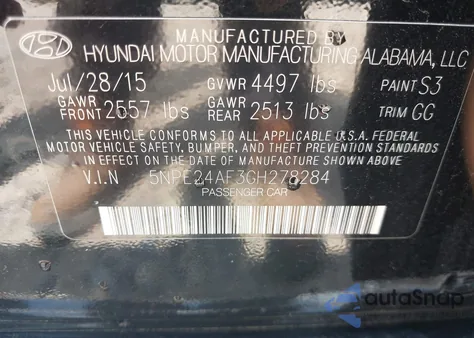 MANUFACTURED BY
HYUNDAI MOTOR MANUFACTURING ALABAMA, LLC
Jul/28/15 GVWR 4497 lbs PAINT S3
GAWR FRONT 2557 lbs GAWR REAR 2513 lbs TRIM GG
THIS VEHICLE CONFORMS TO ALL APPLICABLE U.S.A. FEDERAL
MOTOR VEHICLE SAFETY, BUMPER, AND THEFT PREVENTION STANDARDS
IN EFFECT ON THE DATE OF MANUFACTURE SHOWN ABOVE
V.I.N 5NPE24AF3GH278284
PASSENGER CAR
autoSnap